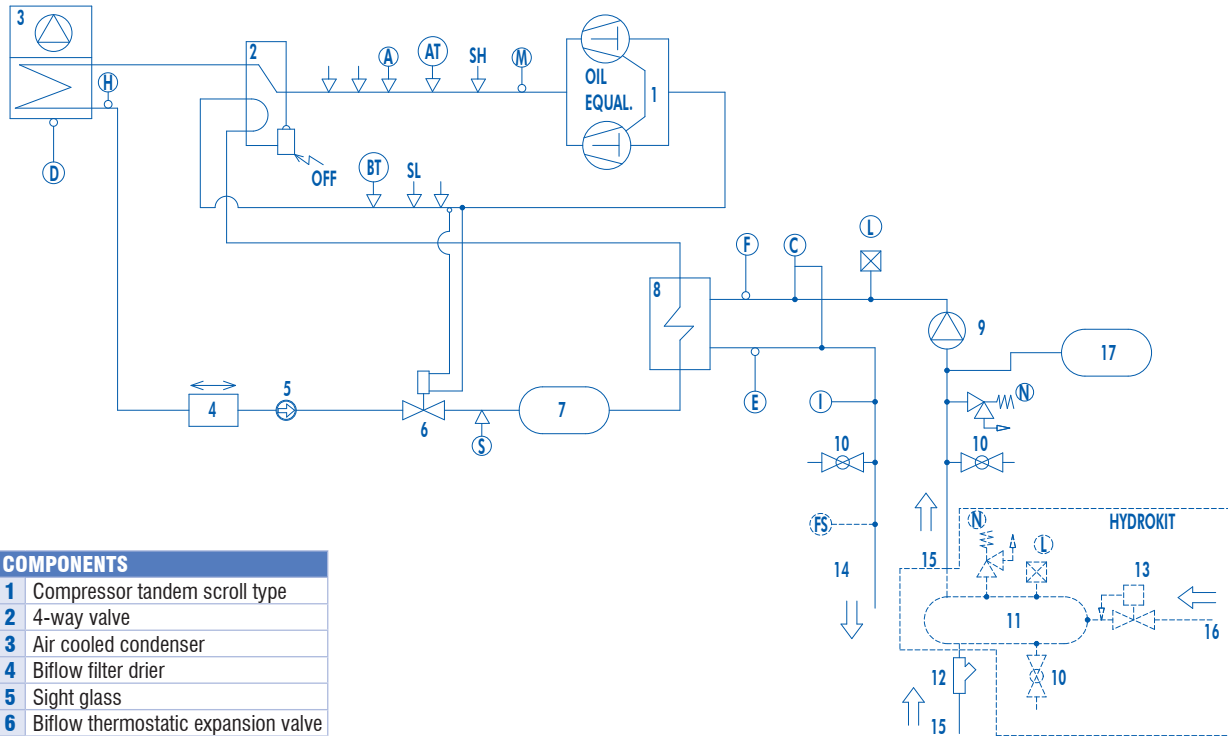 3
2
A
AT
SH
M
OIL
EQUAL.
1
H
D
OFF
BT
SL
F
C
L
8
9
17
E
I
N
4
5
6
S
7
10
10
FS
14
15
HYDROKIT
N
L
13
11
16
12
10
15
COMPONENTS
1 Compressor tandem scroll type
2 4-way valve
3 Air cooled condenser
4 Biflow filter drier
5 Sight glass
6 Biflow thermostatic expansion valve